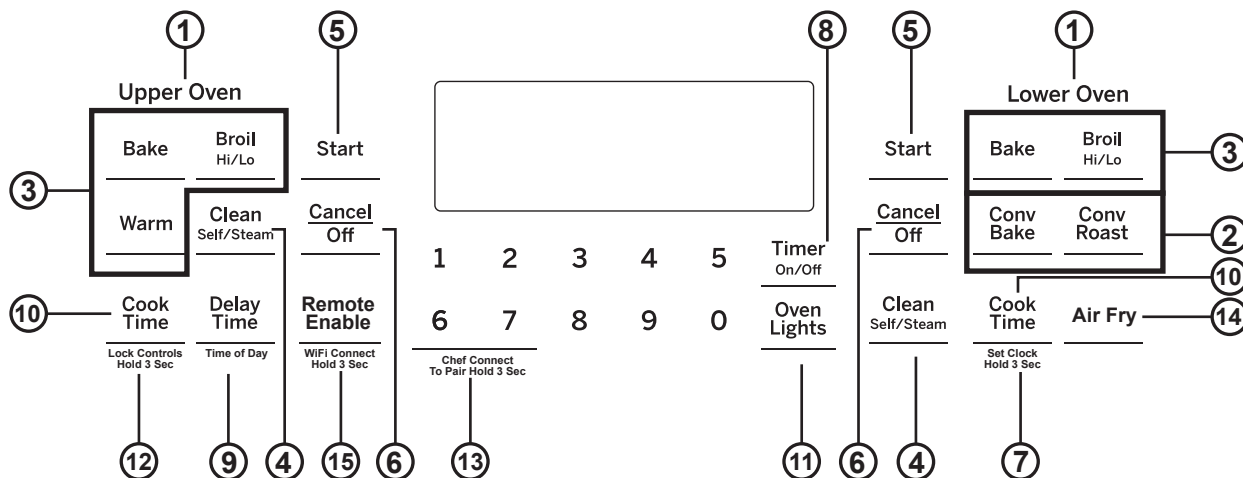 1
5
8
5
1
Upper Oven
Lower Oven
Bake
Broil
Hi/Lo
Start
Start
Bake
Broil
Hi/Lo
3
3
Warm
Clean
Self/Steam
Cancel
Off
Cancel
Off
Conv
Bake
Conv
Roast
2
1 2 3 4 5
Timer
On/Off
10
10
Cook
Time
Delay
Time
Remote
Enable
6 7 8 9 0
Oven
Lights
Clean
Self/Steam
Cook
Time
Air Fry
14
Lock Controls
Hold 3 Sec
Time of Day
WiFi Connect
Hold 3 Sec
Chef Connect
To Pair Hold 3 Sec
Set Clock
Hold 3 Sec
12
9
4
15
6
13
11
6
4
7